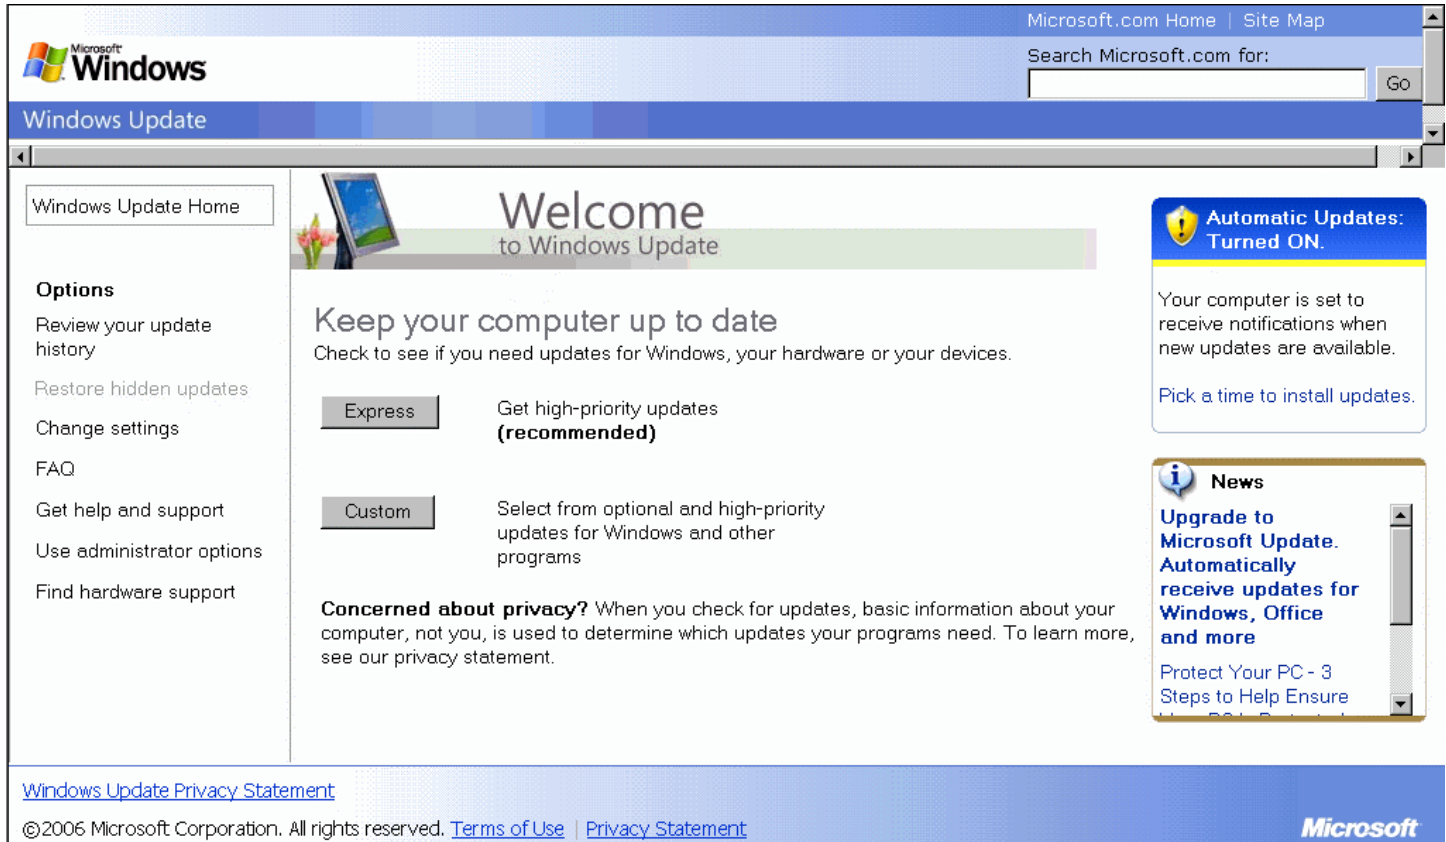 Microsoft.com Home | Site Map
Microsoft
Windows
Search Microsoft.com for:
Go
Windows Update
Windows Update Home
Options
Review your update
history
Restore hidden updates
Change settings
FAQ
Get help and support
Use administrator options
Find hardware support
Welcome
to Windows Update
Keep your computer up to date
Check to see if you need updates for Windows, your hardware or your devices.
Express
Get high-priority updates
(recommended)
Custom
Select from optional and high-priority
updates for Windows and other
programs
Concerned about privacy? When you check for updates, basic information about your
computer, not you, is used to determine which updates your programs need. To learn more,
see our privacy statement.
Automatic Updates:
Turned ON.
Your computer is set to
receive notifications when
new updates are available.
Pick a time to install updates.
News
Upgrade to
Microsoft Update.
Automatically
receive updates for
Windows, Office
and more
Protect Your PC - 3
Steps to Help Ensure
Windows Update Privacy Statement
©2006 Microsoft Corporation. All rights reserved. Terms of Use | Privacy Statement
Microsoft